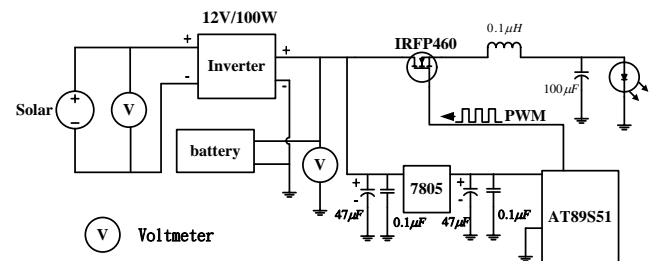 12V/100W
IRFP460
0.1μH
+
+
+
Inverter
-
-
100μF
Solar
+
−
V
PWM
battery
V
+
-
47μF
0.1μF
7805
+
-
47μF
0.1μF
AT89S51
V
Voltmeter